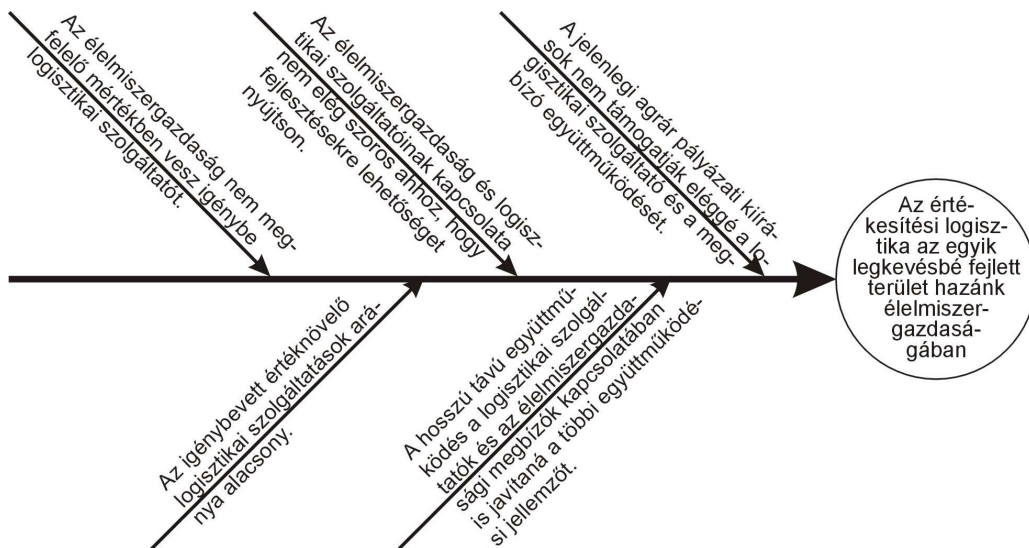 Az élelmiszergazdaság nem meg-
felelő mértékben vesz igénybe
logisztikai szolgáltatót.
Az élelmiszergazdaság és logisz-
tikai szolgáltatóinak kapcsolata
nem elég szoros ahhoz, hogy
fejlesztésekre lehetőséget
nyújtson.
A jelenlegi agrár pályázati kiírá-
sok nem támogatják eléggé a lo-
gisztikai szolgáltató és a meg-
bízó együttműködését.
Az érté-
kesítési logisz-
tika az egyik
legkevésbé fejlett
terület hazánk
élelmiszer-
gazdasá-
gában
Az igénybevett értéknövelő
logisztikai szolgáltatások ará-
nya alacsony.
A hosszú távú együttmű-
ködés a logisztikai szolgál-
tatók és az élelmiszergazda-
sági megbízók kapcsolatában
is javítaná a többi együttműködé-
si jellemzőt.